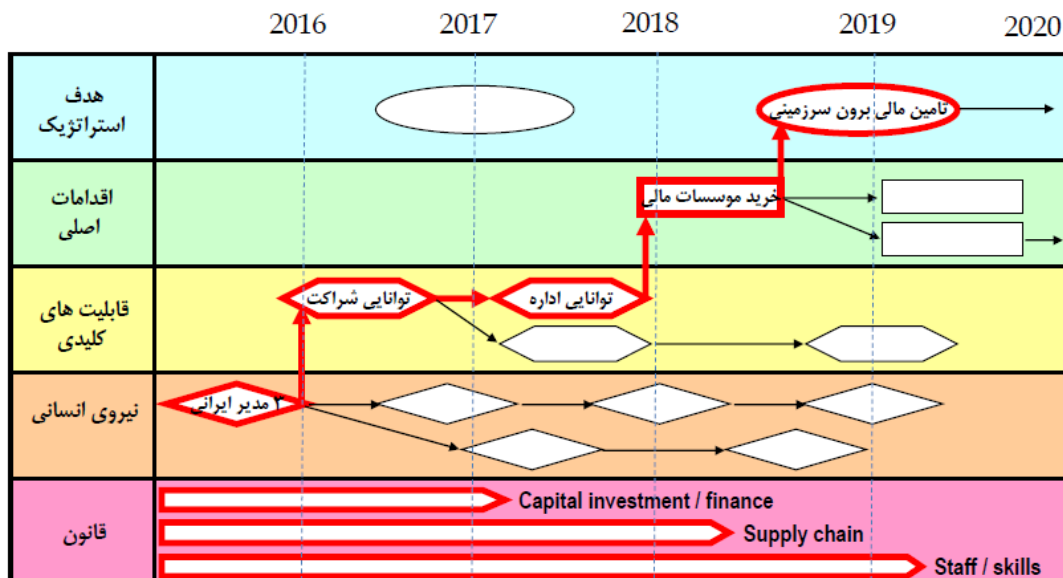 2016 2017 2018 2019 2020
هدف
استراتژیک
تامین مالی برون سرزمینی
اقدامات
اصلی
خرید موسسات مالی
قابلیت های
کلیدی
توانایی شراکت
توانایی اداره
نیروی انسانی
۳ مدیر ایرانی
قانون
Capital investment / finance
Supply chain
Staff / skills